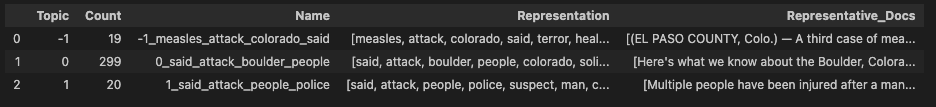 Topic Count Name Representation Representative_Docs
0 -1 19 -1_measles_attack_colorado_said [measles, attack, colorado, said, terror, heal... [(EL PASO COUNTY, Colo.) — A third case of mea...
1 0 299 0_said_attack_boulder_people [said, attack, boulder, people, colorado, soli... [Here's what we know about the Boulder, Colora...
2 1 20 1_said_attack_people_police [said, attack, people, police, suspect, man, c... [Multiple people have been injured after a man...